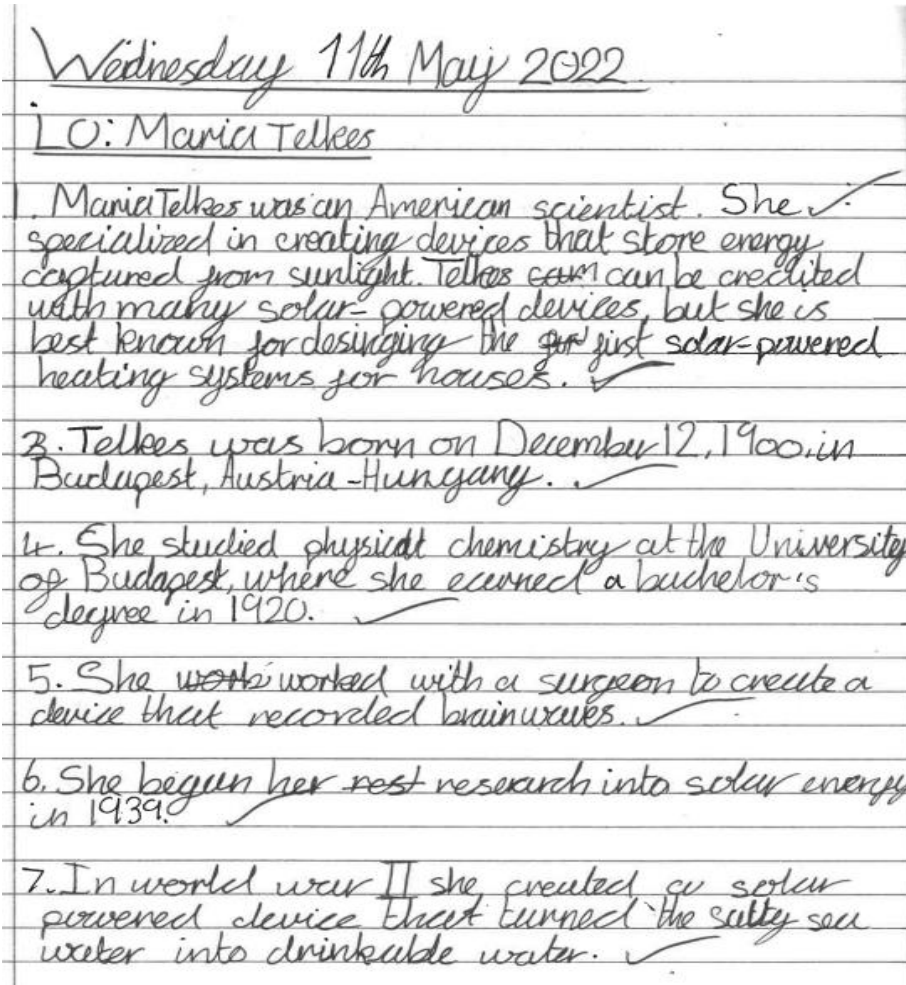 Wednesday 11th May 2022
LO: Maria Telkes
1. Maria Telkes was an American scientist. She
specialized in creating devices that store energy
captured from sunlight. Telkes can be credited
with many solar-powered devices, but she is
best known for desinging the first solar-powered
heating systems for houses.
3. Telkes was born on December 12, 1900, in
Budapest, Austria-Hungary.
4. She studied physical chemistry at the University
of Budapest, where she earned a bachelor's
degree in 1920.
5. She worked with a surgeon to create a
device that recorded brainwaves.
6. She began her research into solar energy
in 1939.
7. In world war II she created a solar
powered device that turned the salty sea
water into drinkable water.